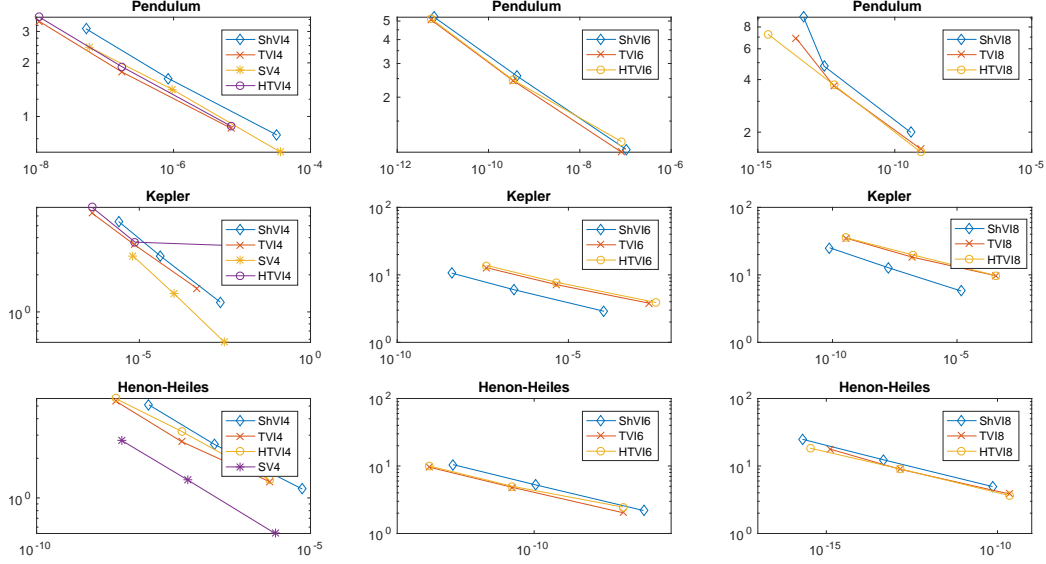 Pendulum
3
2
1
10^-8
10^-6
10^-4
ShVI4
TVI4
SV4
HTVI4
Pendulum
5
4
3
2
10^-12
10^-10
10^-8
10^-6
ShVI6
TVI6
HTVI6
Pendulum
8
6
4
2
10^-15
10^-10
10^-5
ShVI8
TVI8
HTVI8
Kepler
10^0
10^-5
10^0
ShVI4
TVI4
SV4
HTVI4
Kepler
10^2
10^1
10^0
10^-10
10^-5
ShVI6
TVI6
HTVI6
Kepler
10^2
10^1
10^0
10^-10
10^-5
ShVI8
TVI8
HTVI8
Henon-Heiles
10^0
10^-10
10^-5
ShVI4
TVI4
HTVI4
SV4
Henon-Heiles
10^2
10^1
10^0
10^-10
ShVI6
TVI6
HTVI6
Henon-Heiles
10^2
10^1
10^0
10^-15
10^-10
ShVI8
TVI8
HTVI8